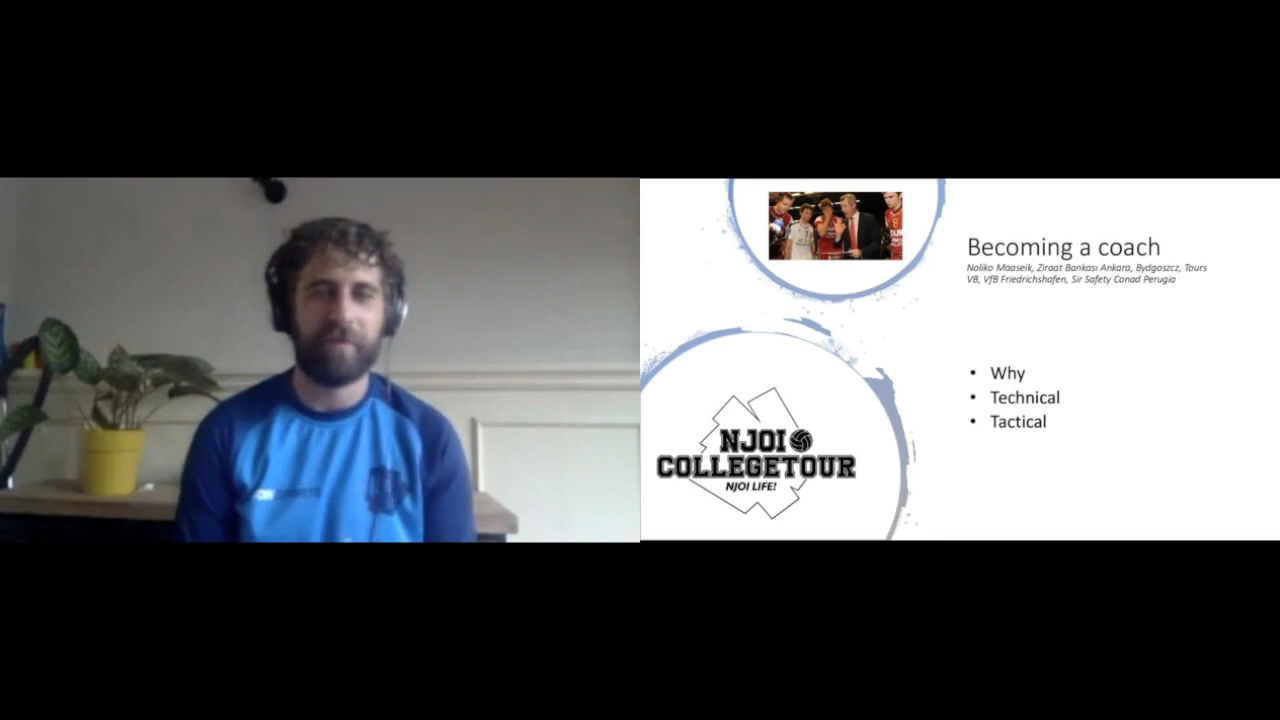 Becoming a coach
Noliko Maaseik, Ziraat Bankası Ankara, Bydgoszcz, Tours
VB, VfB Friedrichshafen, Sir Safety Conad Perugia
• Why
• Technical
• Tactical
NJOI
COLLEGETOUR
NJOI LIFE!